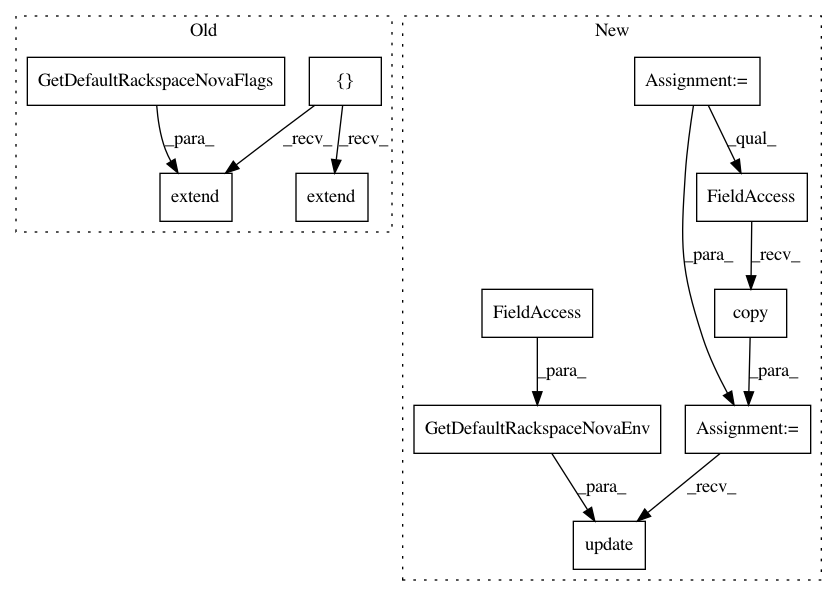 Old
New
GetDefaultRackspaceNovaFlags
{}
Assignment:=
_para_
_recv_
_recv_
_qual_
extend
extend
FieldAccess
_para_
_recv_
FieldAccess
copy
_para_
_para_
GetDefaultRackspaceNovaEnv
Assignment:=
_para_
_recv_
update